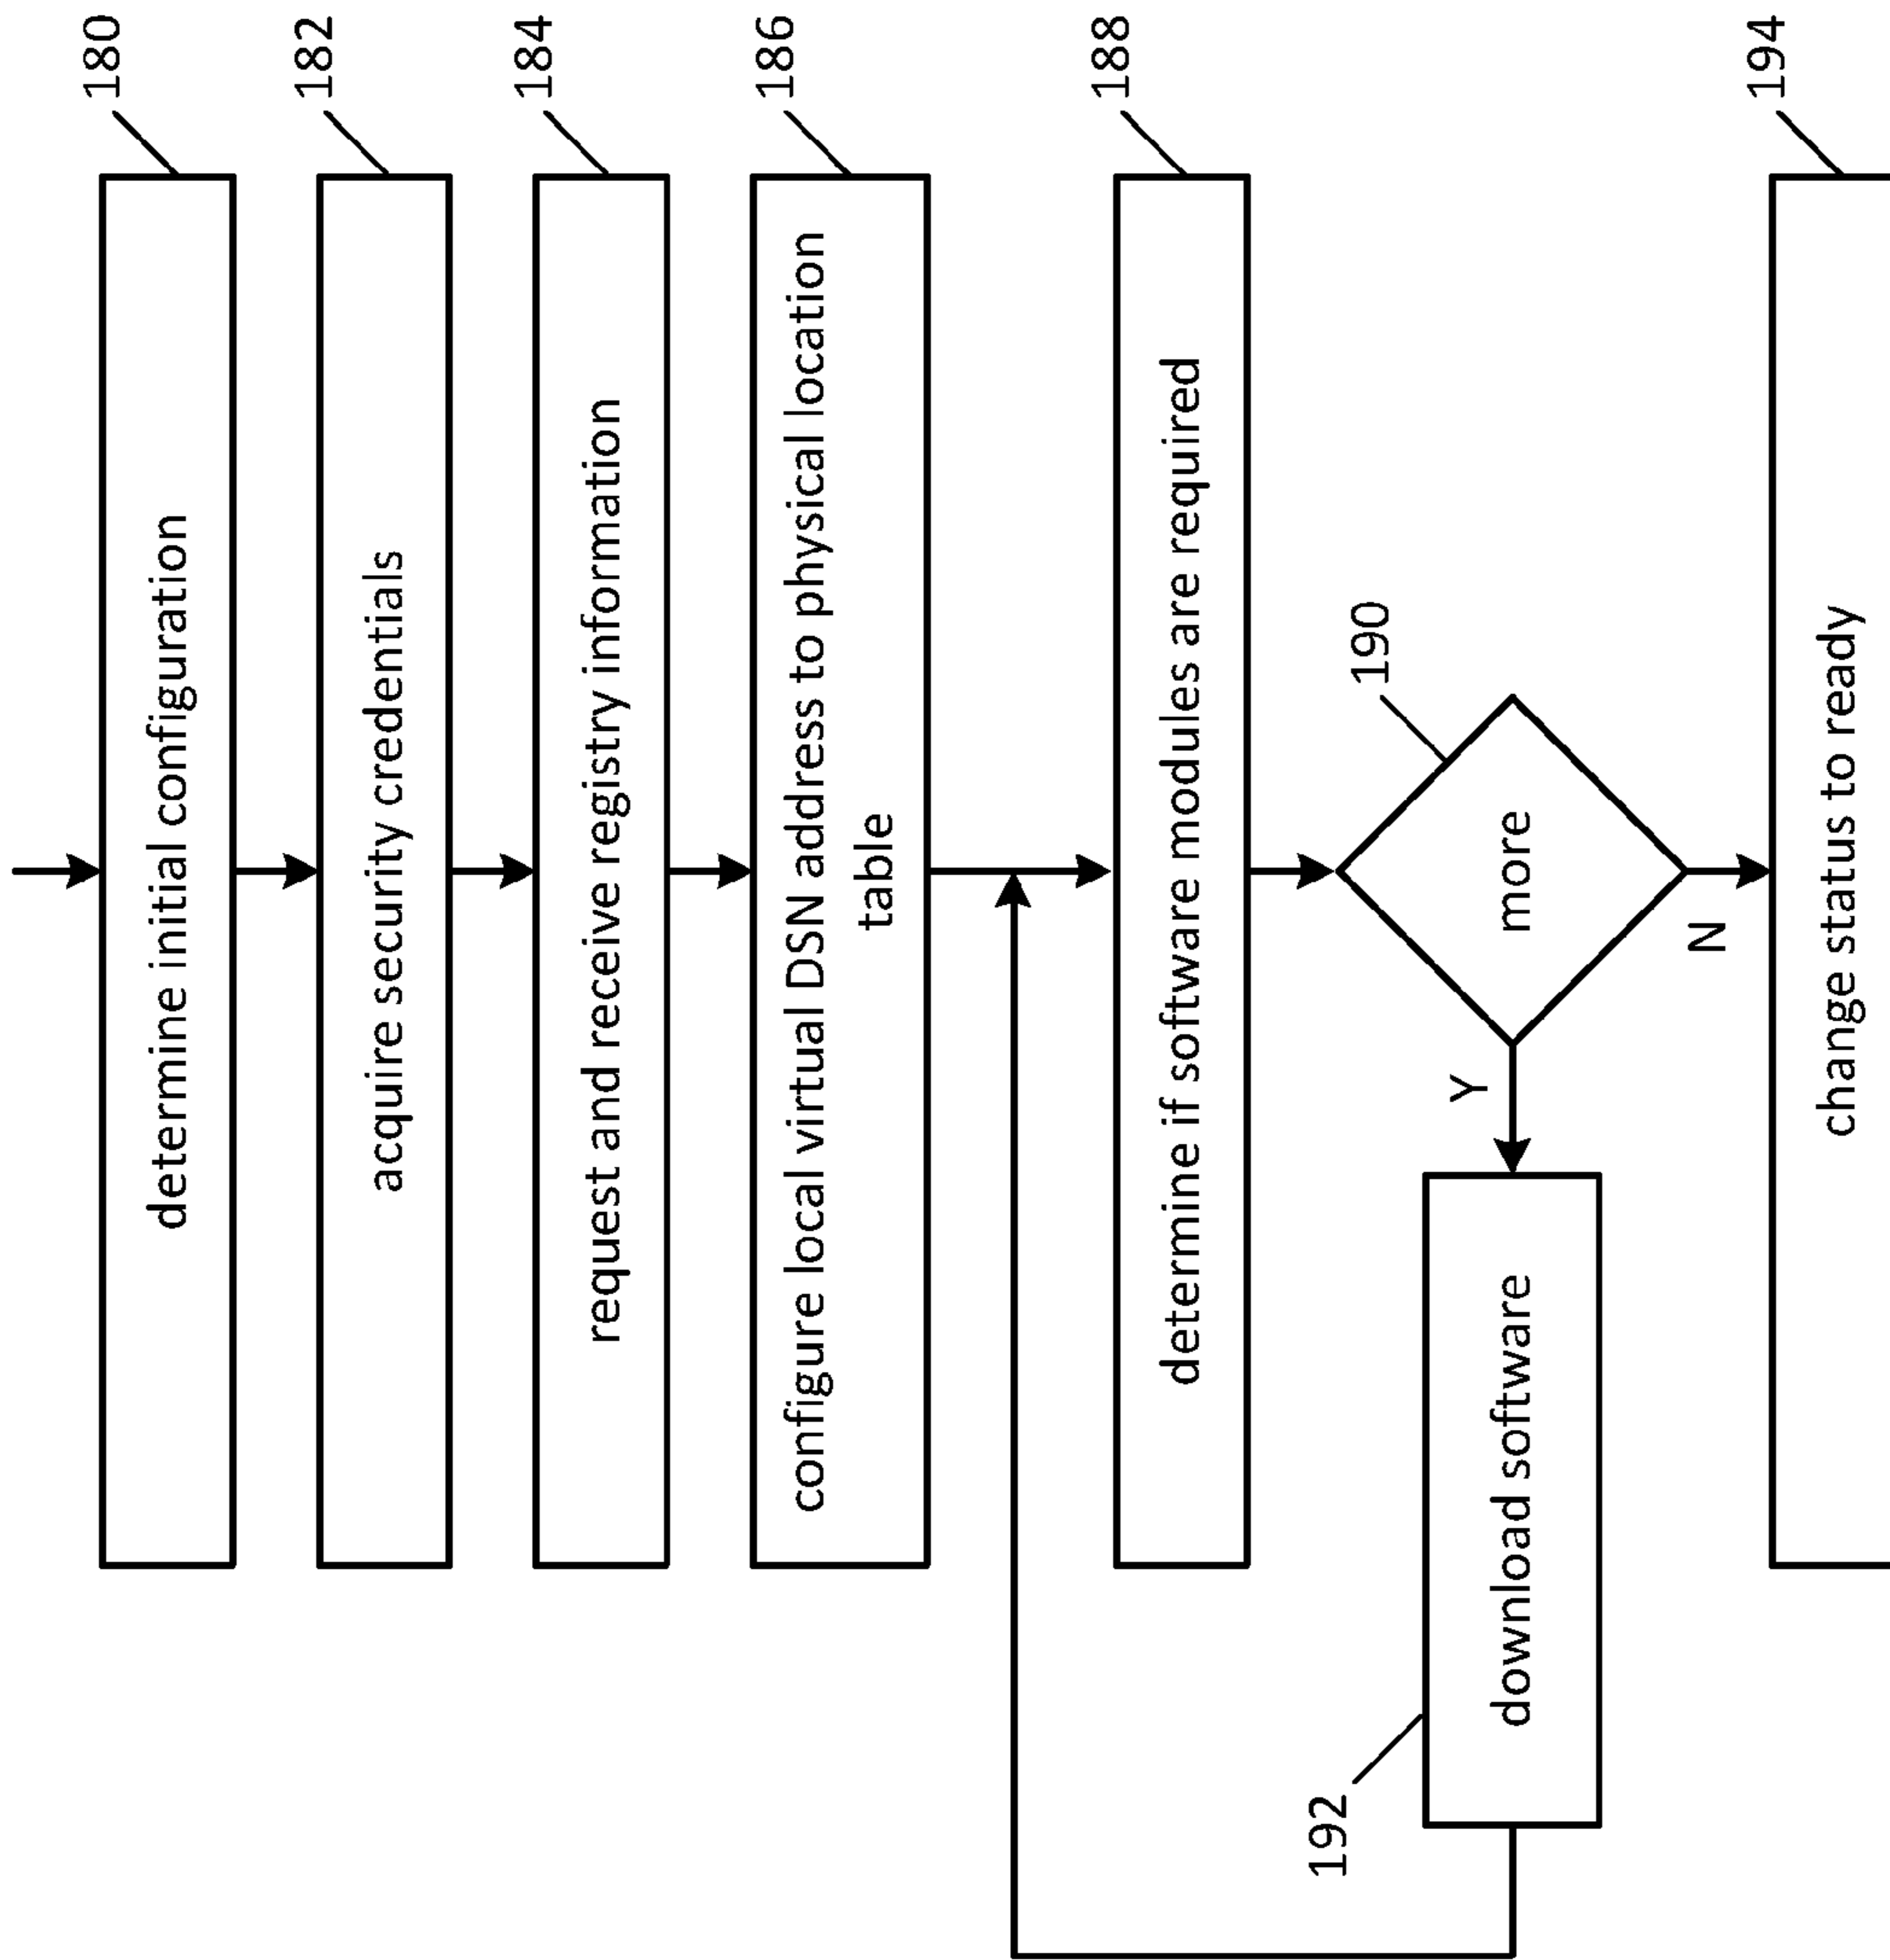 180
determine initial configuration
182
acquire security credentials
184
request and receive registry information
186
configure local virtual DSN address to physical location
table
188
determine if software modules are required
190
more
Y
N
192
download software
194
change status to ready